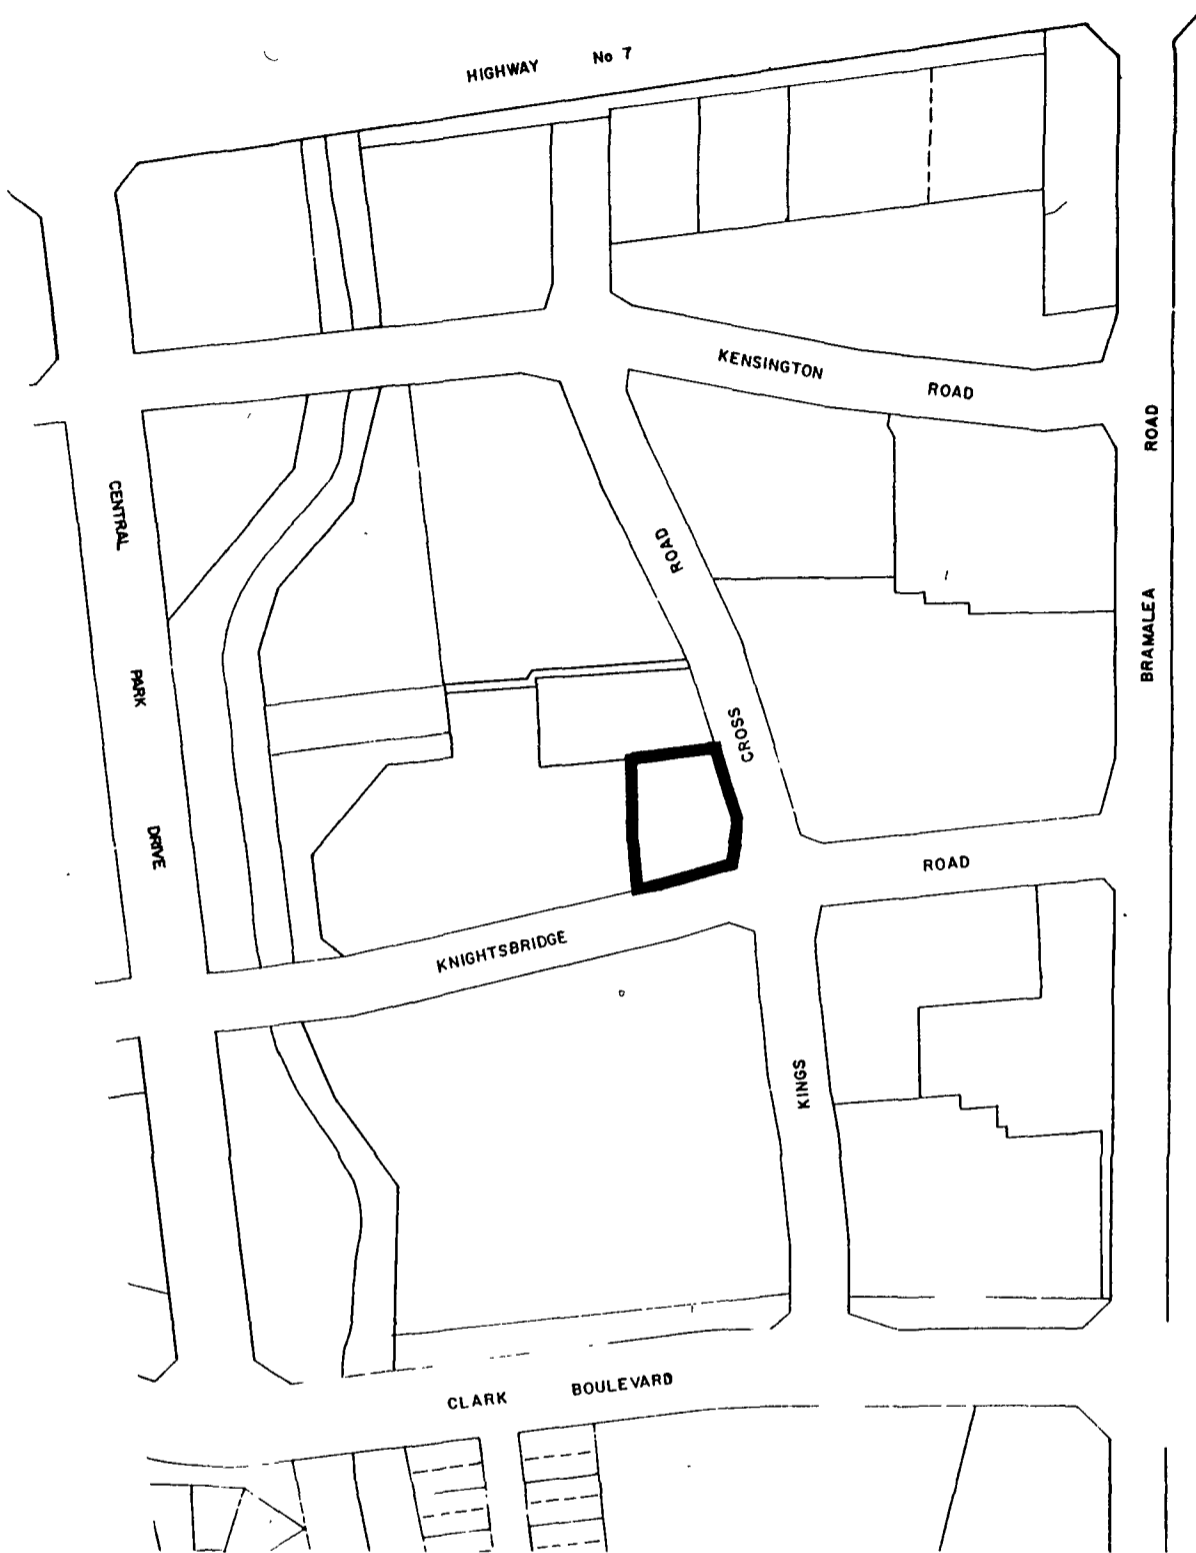 HIGHWAY No 7
KENSINGTON ROAD
CENTRAL PARK DRIVE
ROAD CROSS KINGS
BRAMALEA ROAD
KNIGHTSBRIDGE ROAD
CLARK BOULEVARD